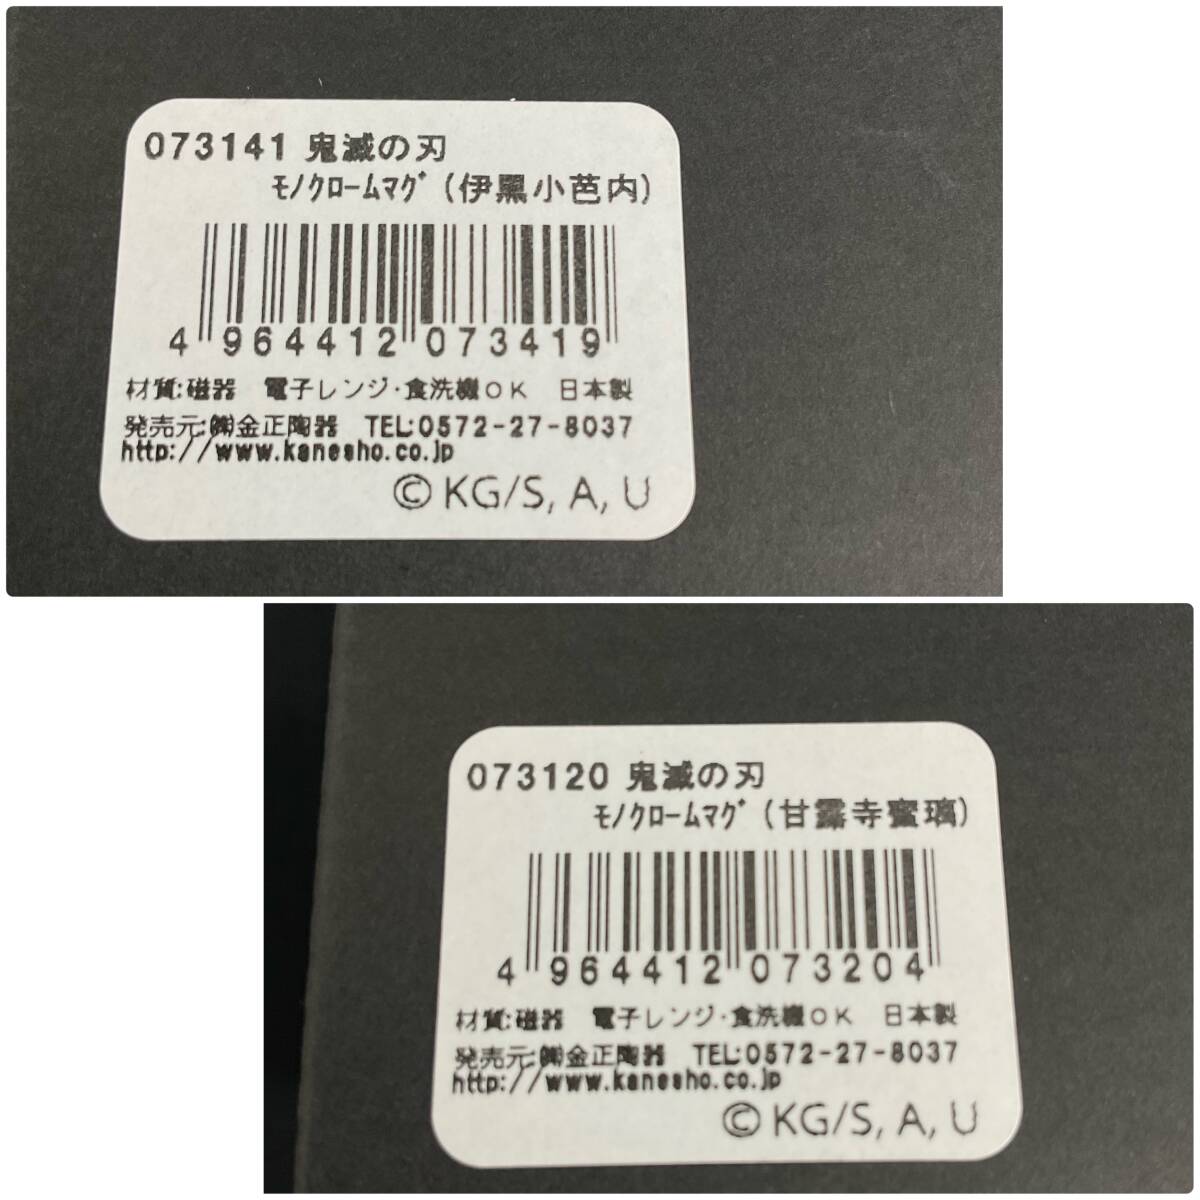 073141 鬼滅の刃
ﾓﾉｸﾛｰﾑﾏｸﾞ(伊黒小芭内)
4 964412 073419
材質:磁器　電子レンジ・食洗機OK　日本製
発売元:㈱金正陶器　TEL:0572-27-8037
http://www.kanesho.co.jp
©KG/S, A, U
073120 鬼滅の刃
ﾓﾉｸﾛｰﾑﾏｸﾞ(甘露寺蜜璃)
4 964412 073204
材質:磁器　電子レンジ・食洗機OK　日本製
発売元:㈱金正陶器　TEL:0572-27-8037
http://www.kanesho.co.jp
©KG/S, A, U